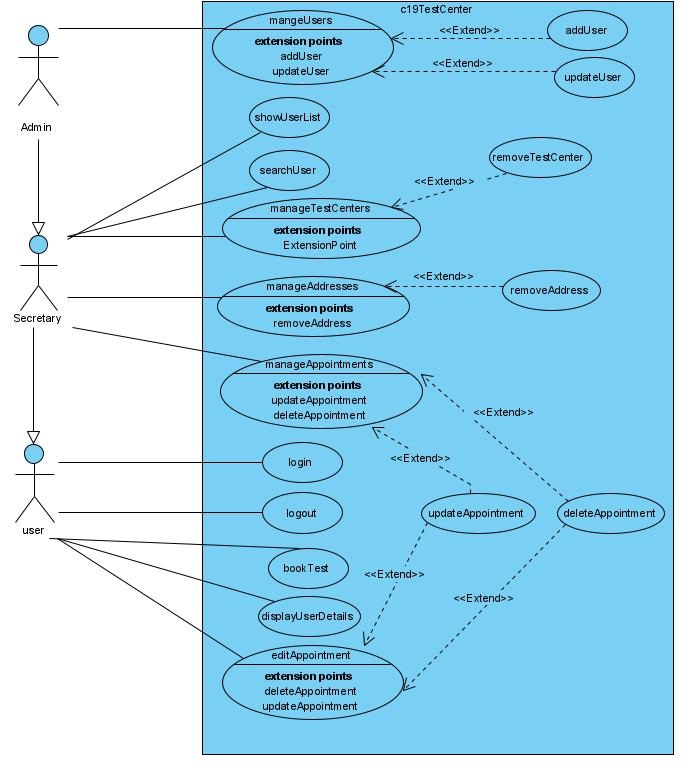 c19TestCenter
mangeUsers
extension points
addUser
updateUser
<<Extend>>
addUser
<<Extend>>
updateUser
Admin
showUserList
searchUser
removeTestCenter
<<Extend>>
manageTestCenters
extension points
ExtensionPoint
Secretary
manageAddresses
extension points
removeAddress
<<Extend>>
removeAddress
manageAppointments
extension points
updateAppointment
deleteAppointment
<<Extend>>
<<Extend>>
login
logout
updateAppointment
deleteAppointment
user
bookTest
<<Extend>>
<<Extend>>
displayUserDetails
editAppointment
extension points
deleteAppointment
updateAppointment